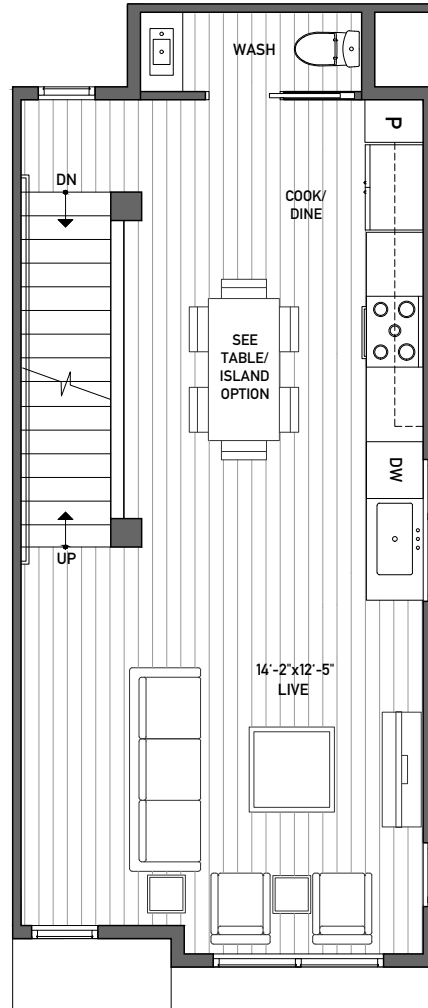 WASH
P
DN
COOK/
DINE
SEE
TABLE/
ISLAND
OPTION
DW
UP
14'-2"x12'-5"
LIVE